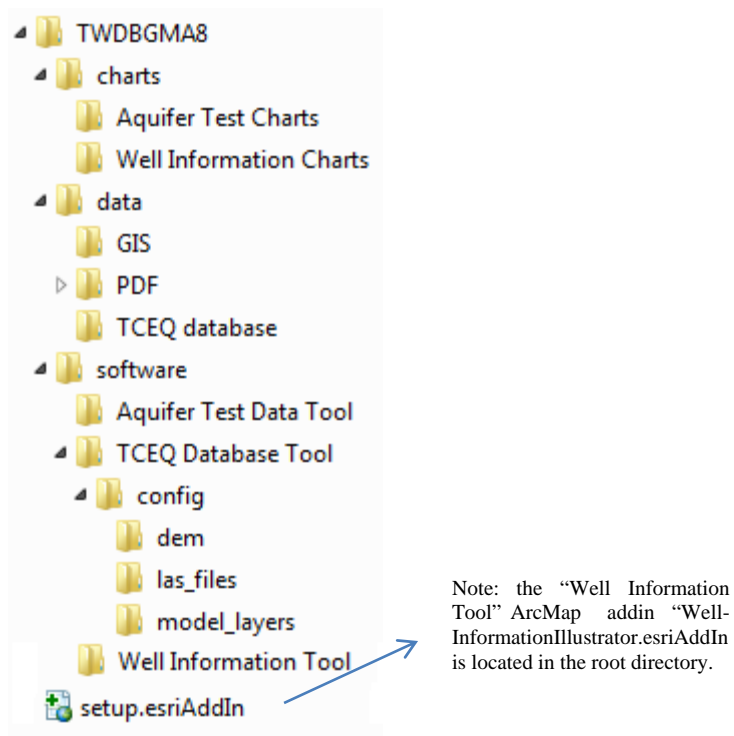 TWDBGMA8
charts
Aquifer Test Charts
Well Information Charts
data
GIS
PDF
TCEQ database
software
Aquifer Test Data Tool
TCEQ Database Tool
config
dem
las_files
model_layers
Well Information Tool
setup.esriAddIn
Note: the “Well Information
Tool” ArcMap addin “Well-
InformationIllustrator.esriAddIn
is located in the root directory.